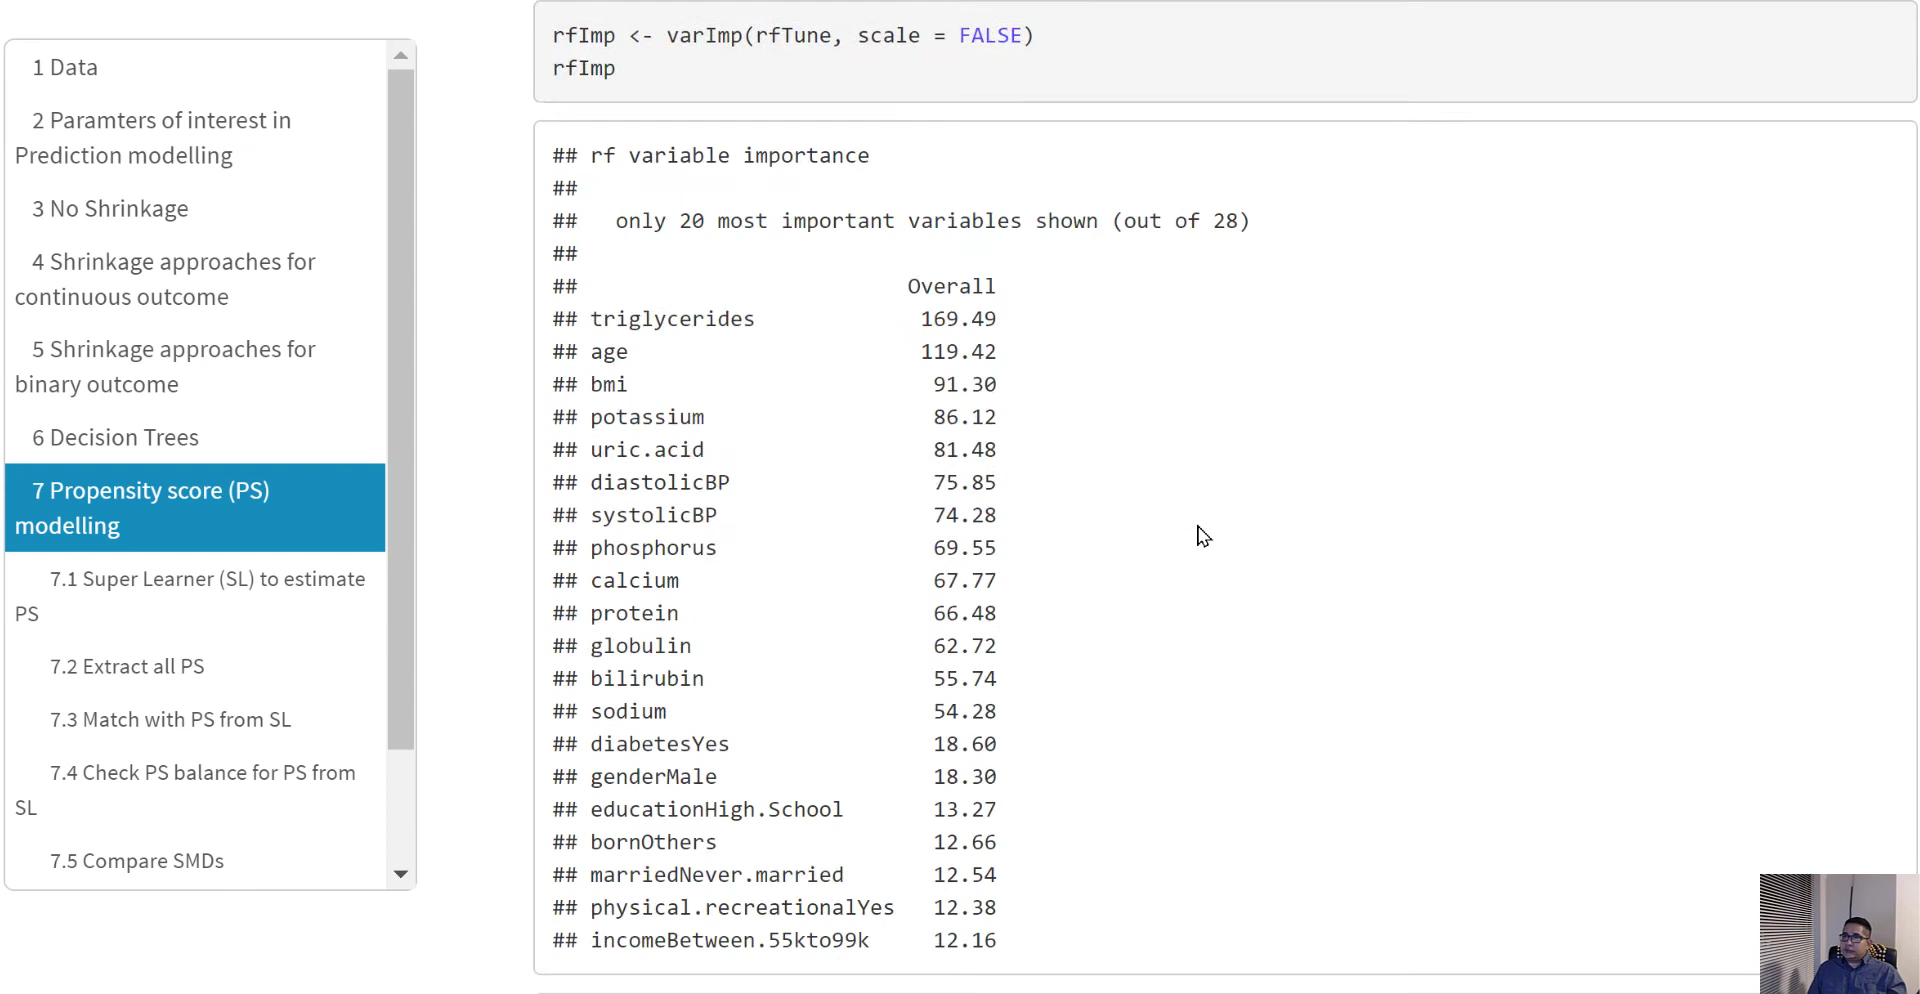 1 Data
2 Paramters of interest in
Prediction modelling
3 No Shrinkage
4 Shrinkage approaches for
continuous outcome
5 Shrinkage approaches for
binary outcome
6 Decision Trees
7 Propensity score (PS)
modelling
7.1 Super Learner (SL) to estimate
PS
7.2 Extract all PS
7.3 Match with PS from SL
7.4 Check PS balance for PS from
SL
7.5 Compare SMDs
rfImp <- varImp(rfTune, scale = FALSE)
rfImp
## rf variable importance
##
##   only 20 most important variables shown (out of 28)
##
##                          Overall
## triglycerides             169.49
## age                       119.42
## bmi                        91.30
## potassium                  86.12
## uric.acid                  81.48
## diastolicBP                75.85
## systolicBP                 74.28
## phosphorus                 69.55
## calcium                    67.77
## protein                    66.48
## globulin                   62.72
## bilirubin                  55.74
## sodium                     54.28
## diabetesYes                18.60
## genderMale                 18.30
## educationHigh.School       13.27
## bornOthers                 12.66
## marriedNever.married       12.54
## physical.recreationalYes   12.38
## incomeBetween.55kto99k     12.16